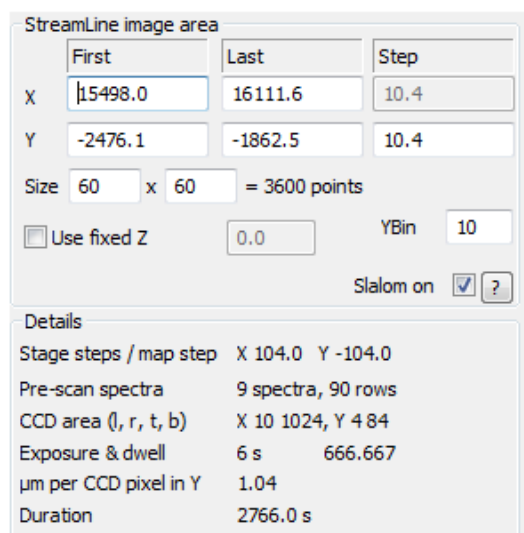 StreamLine image area
First Last Step
X 15498.0 16111.6 10.4
Y -2476.1 -1862.5 10.4
Size 60 x 60 = 3600 points
Use fixed Z 0.0 YBin 10
Slalom on ?
Details
Stage steps / map step X 104.0 Y -104.0
Pre-scan spectra 9 spectra, 90 rows
CCD area (l, r, t, b) X 10 1024, Y 4 84
Exposure & dwell 6 s 666.667
µm per CCD pixel in Y 1.04
Duration 2766.0 s